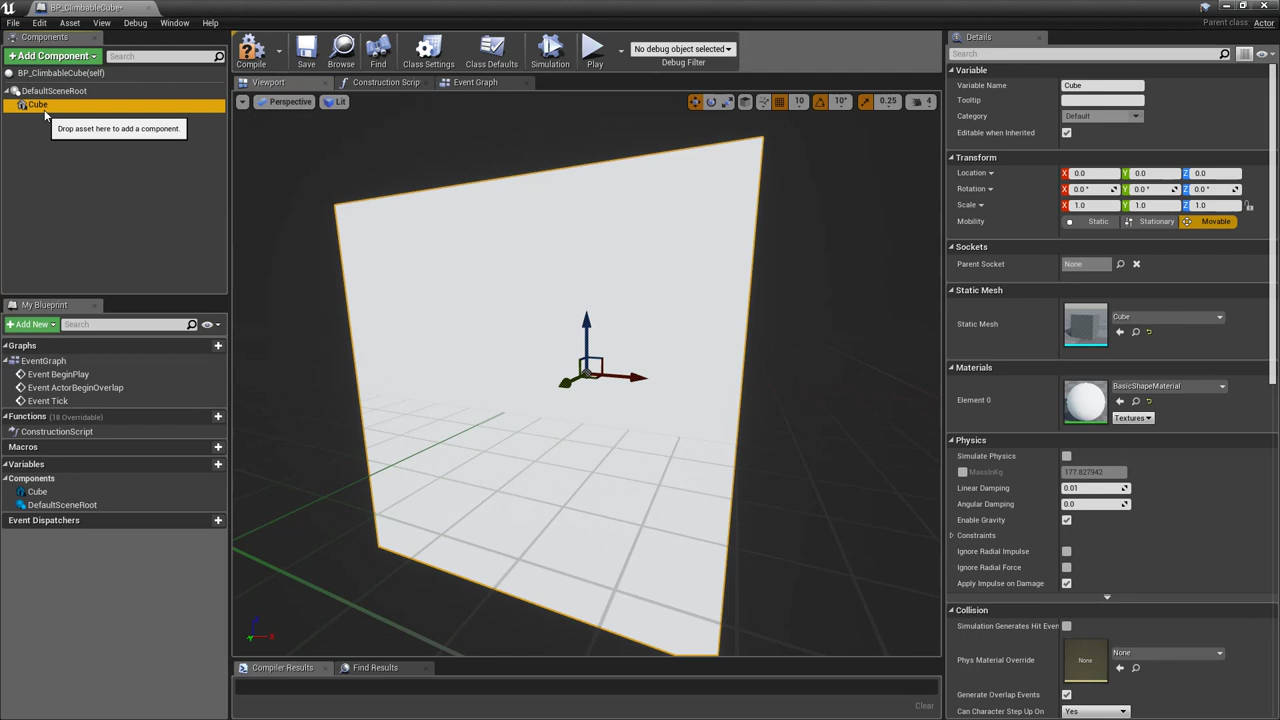 BP_ClimbableCube*
File Edit Asset View Debug Window Help
Parent class: Actor
Components
+Add Component
Search
BP_ClimbableCube(self)
DefaultSceneRoot
Cube
Drop asset here to add a component.
My Blueprint
+Add New
Search
Graphs
EventGraph
Event BeginPlay
Event ActorBeginOverlap
Event Tick
Functions (18 Overridable)
ConstructionScript
Macros
Variables
Components
Cube
DefaultSceneRoot
Event Dispatchers
Compile Save Browse Find Class Settings Class Defaults Simulation Play
No debug object selected
Debug Filter
Viewport Construction Scrip Event Graph
Perspective Lit 10 10° 0.25 4
Compiler Results Find Results
Clear
Details
Search
Variable
Variable Name Cube
Tooltip
Category Default
Editable when Inherited
Transform
Location X 0.0 Y 0.0 Z 0.0
Rotation X 0.0 ° Y 0.0 ° Z 0.0 °
Scale X 1.0 Y 1.0 Z 1.0
Mobility Static Stationary Movable
Sockets
Parent Socket None
Static Mesh
Static Mesh Cube
Materials
Element 0 BasicShapeMaterial
Textures
Physics
Simulate Physics
MassInKg 177.827942
Linear Damping 0.01
Angular Damping 0.0
Enable Gravity
Constraints
Ignore Radial Impulse
Ignore Radial Force
Apply Impulse on Damage
Collision
Simulation Generates Hit Even
Phys Material Override None None
Generate Overlap Events
Can Character Step Up On Yes